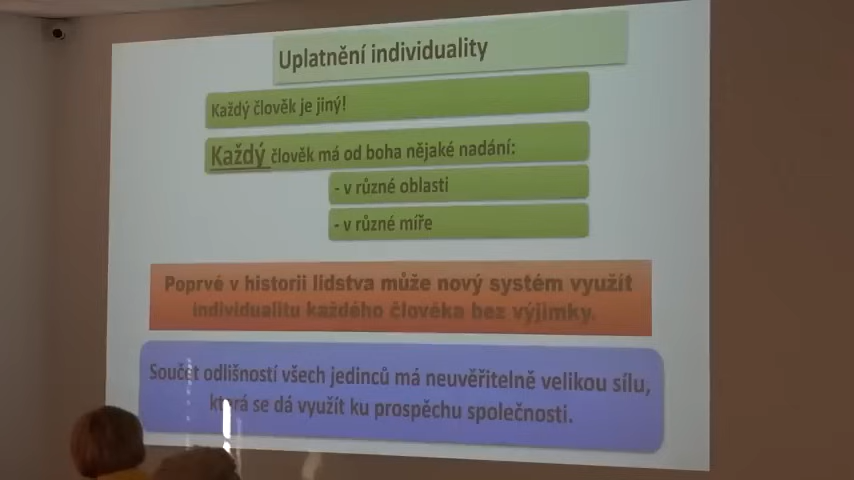 Uplatnění individuality
Každý člověk je jiný!
Každý člověk má od boha nějaké nadání:
- v různé oblasti
- v různé míře
Poprvé v historii lidstva může nový systém využít
individualitu každého člověka bez výjimky.
Součet odlišností všech jedinců má neuvěřitelně velikou sílu,
která se dá využít ku prospěchu společnosti.